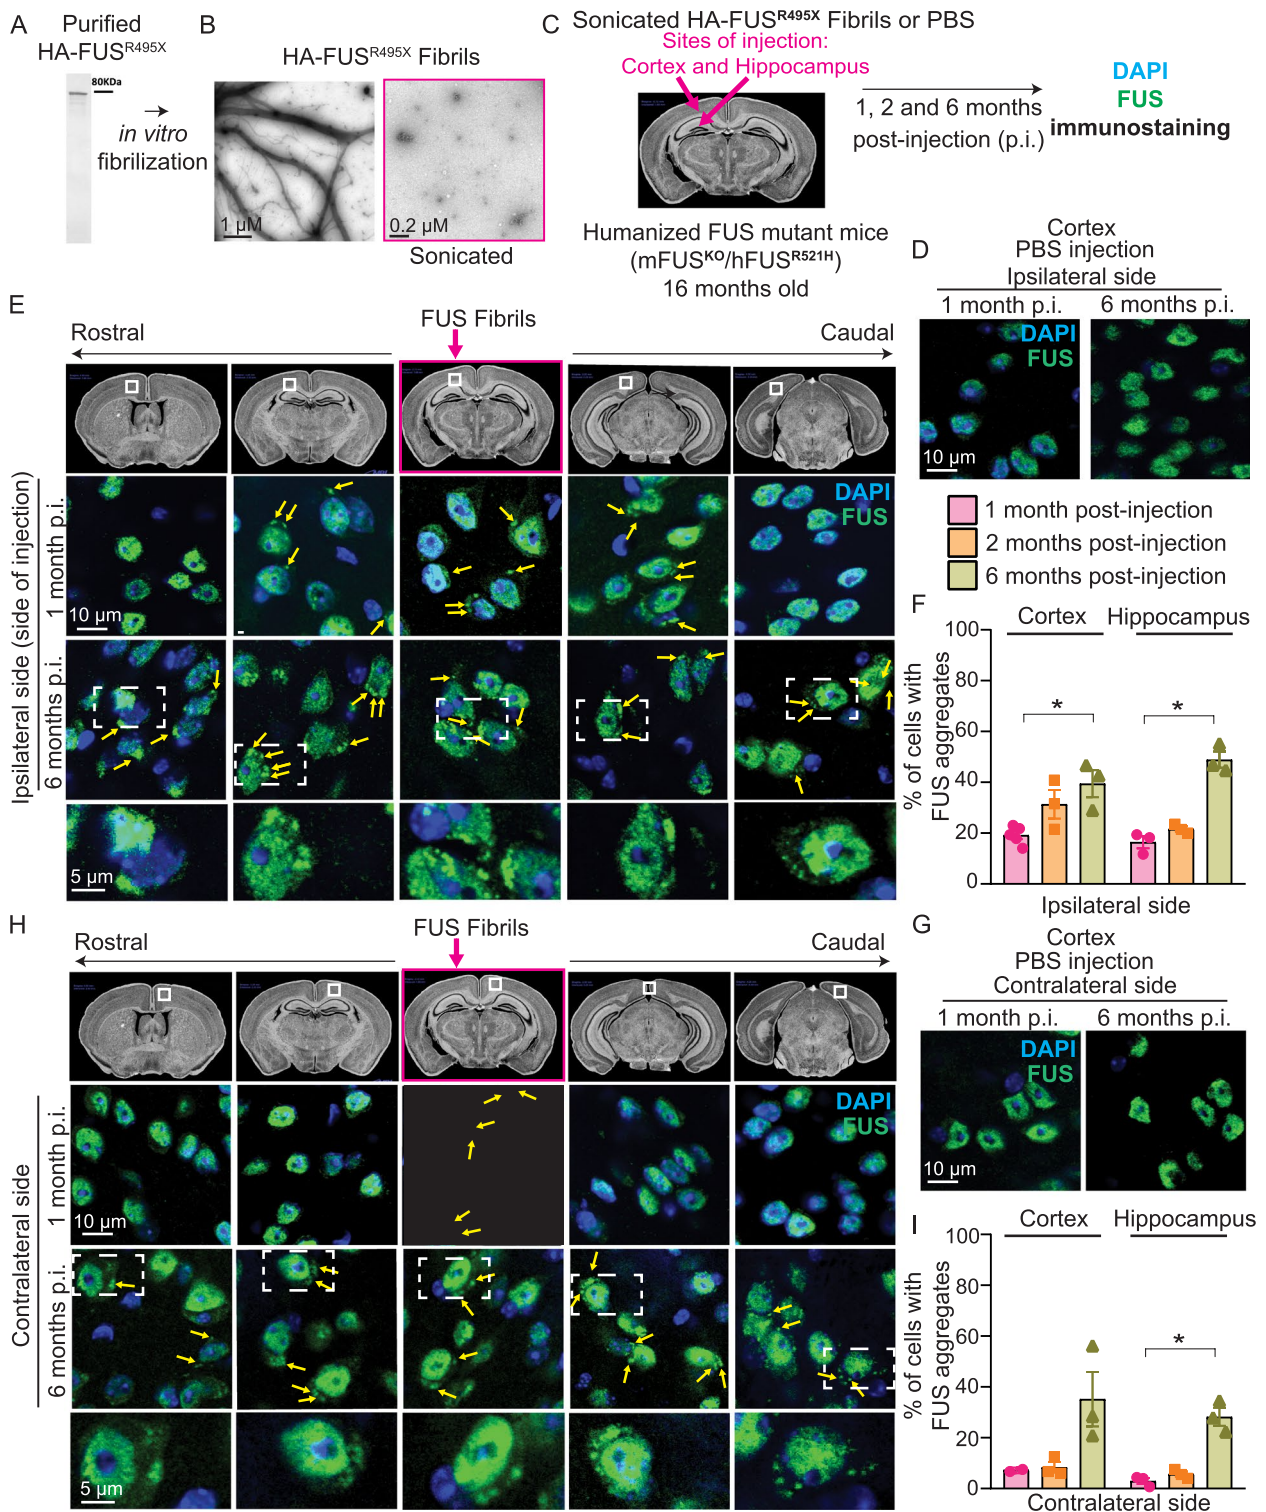 A
Purified
HA-FUSR495X
80KDa
in vitro
fibrilization
B
HA-FUSR495X Fibrils
1 µM
0.2 µM
Sonicated
C
Sonicated HA-FUSR495X Fibrils or PBS
Sites of injection:
Cortex and Hippocampus
1, 2 and 6 months
post-injection (p.i.)
DAPI
FUS
immunostaining
Humanized FUS mutant mice
(mFUSKO/hFUSR521H)
16 months old
D
Cortex
PBS injection
Ipsilateral side
1 month p.i.
6 months p.i.
DAPI
FUS
10 µm
E
Rostral
FUS Fibrils
Caudal
Ipsilateral side (side of injection)
1 month p.i.
DAPI
FUS
10 µm
6 months p.i.
5 µm
1 month post-injection
2 months post-injection
6 months post-injection
F
Cortex
Hippocampus
% of cells with
FUS aggregates
100
80
60
40
20
0
*
*
Ipsilateral side
G
Cortex
PBS injection
Contralateral side
1 month p.i.
6 months p.i.
DAPI
FUS
10 µm
H
Rostral
FUS Fibrils
Caudal
Contralateral side
1 month p.i.
DAPI
FUS
10 µm
6 months p.i.
5 µm
I
Cortex
Hippocampus
% of cells with
FUS aggregates
100
80
60
40
20
0
*
Contralateral side